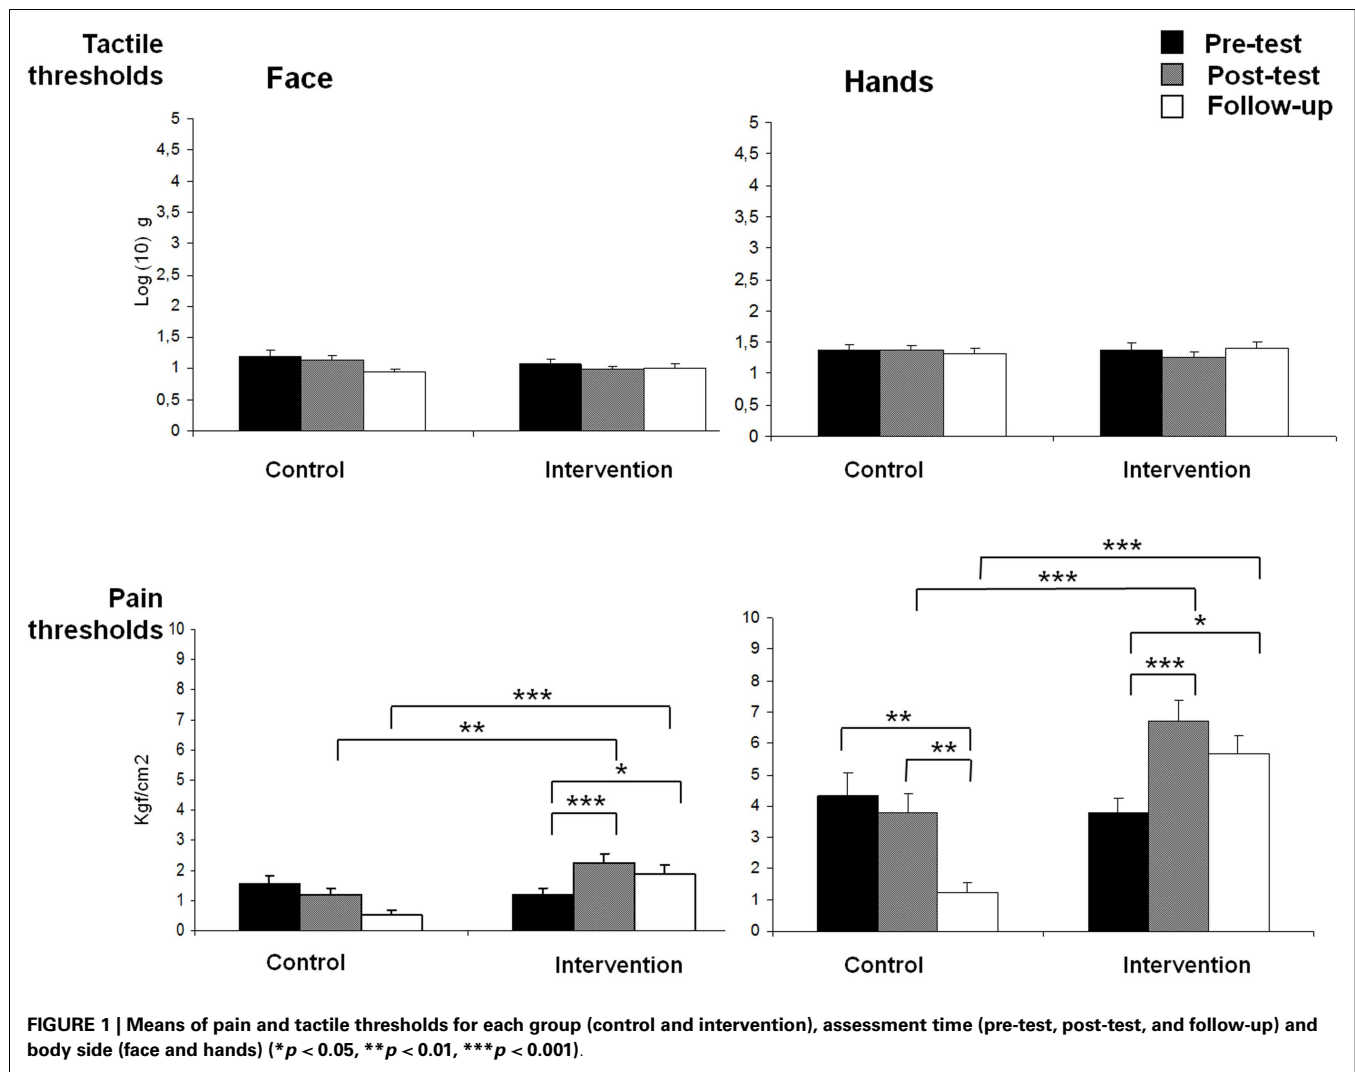 Tactile
thresholds
Face
Hands
Pre-test
Post-test
Follow-up
5
4,5
4
3,5
3
2,5
2
1,5
1
0,5
0
Log (10) g
Control
Intervention
5
4,5
4
3,5
3
2,5
2
1,5
1
0,5
0
Control
Intervention
Pain
thresholds
10
9
8
7
6
5
4
3
2
1
0
Kgf/cm2
***
**
*
***
Control
Intervention
10
9
8
7
6
5
4
3
2
1
0
***
***
*
***
**
**
Control
Intervention
FIGURE 1 | Means of pain and tactile thresholds for each group (control and intervention), assessment time (pre-test, post-test, and follow-up) and
body side (face and hands) (*p < 0.05, **p < 0.01, ***p < 0.001).